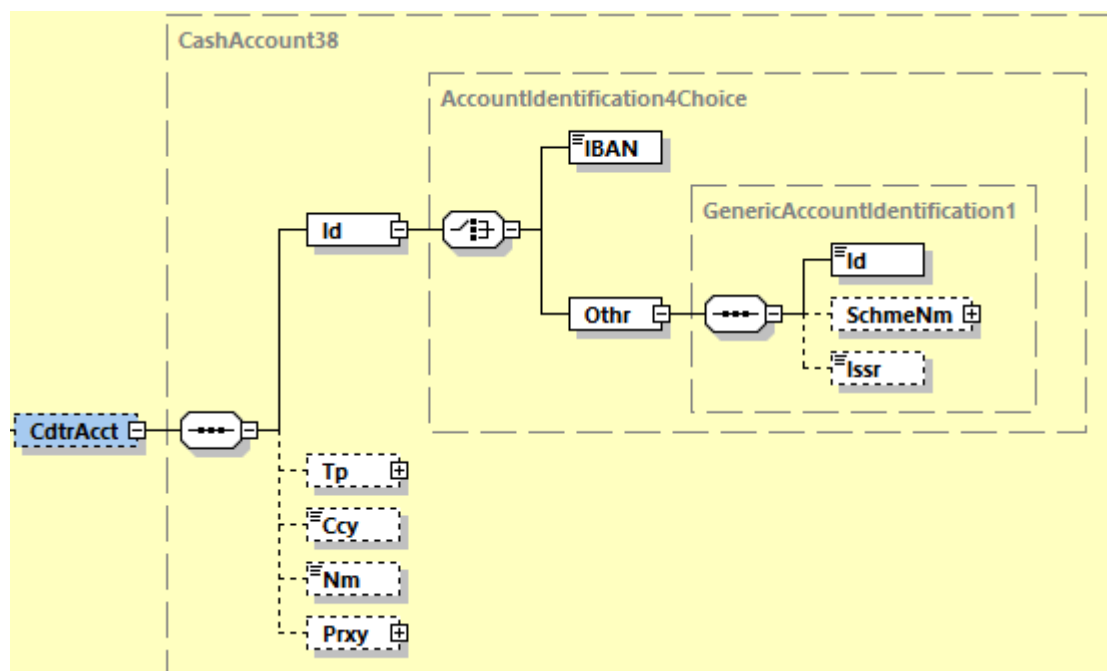 CashAccount38
AccountIdentification4Choice
IBAN
GenericAccountIdentification1
Id
Id
Othr
SchmeNm
Issr
CdtrAcct
Tp
Ccy
Nm
Prxy